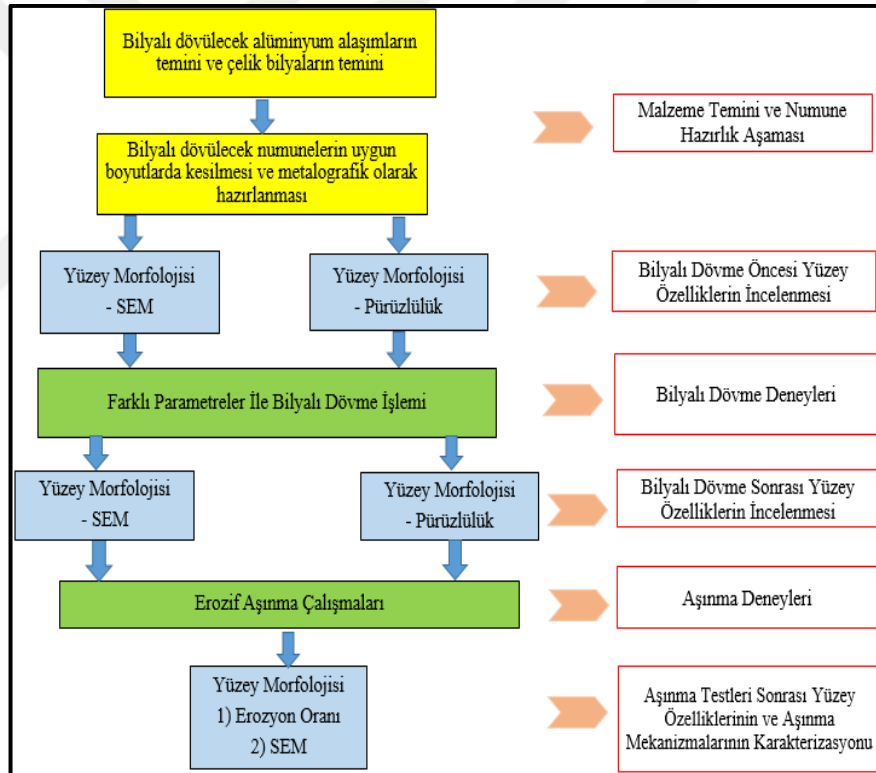 Bilyalı dövülecek alüminyum alaşımların
temini ve çelik bilyaların temini
Malzeme Temini ve Numune
Hazırlık Aşaması
Bilyalı dövülecek numunelerin uygun
boyutlarda kesilmesi ve metalografik olarak
hazırlanması
Yüzey Morfolojisi
- SEM
Yüzey Morfolojisi
- Pürüzlülük
Bilyalı Dövme Öncesi Yüzey
Özelliklerin İncelenmesi
Farklı Parametreler İle Bilyalı Dövme İşlemi
Bilyalı Dövme Deneyleri
Yüzey Morfolojisi
- SEM
Yüzey Morfolojisi
- Pürüzlülük
Bilyalı Dövme Sonrası Yüzey
Özelliklerin İncelenmesi
Erozif Aşınma Çalışmaları
Aşınma Deneyleri
Yüzey Morfolojisi
1) Erozyon Oranı
2) SEM
Aşınma Testleri Sonrası Yüzey
Özelliklerinin ve Aşınma
Mekanizmalarının Karakterizasyonu